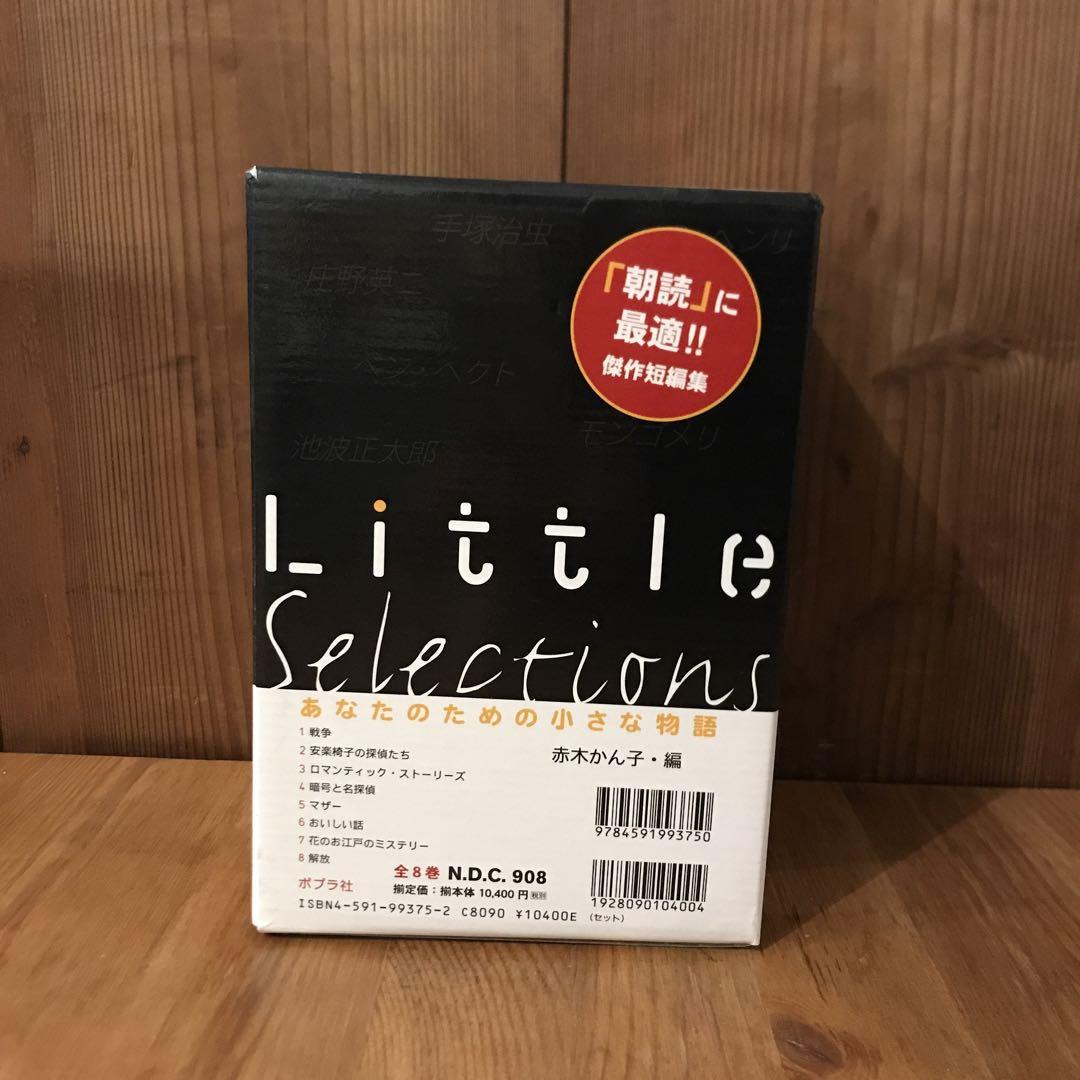 手塚治虫
ヘンリ
庄野英二
ベン・ヘクト
池波正太郎
モンゴメリ
「朝読」に
最適!!
傑作短編集
Little
Selections
あなたのための小さな物語
赤木かん子・編
1 戦争
2 安楽椅子の探偵たち
3 ロマンティック・ストーリーズ
4 暗号と名探偵
5 マザー
6 おいしい話
7 花のお江戸のミステリー
8 解放
9784591993750
1928090104004
全8巻 N.D.C. 908
ポプラ社
揃定価：揃本体 10,400 円 税別
ISBN4-591-99375-2 C8090 ¥10400E (セット)